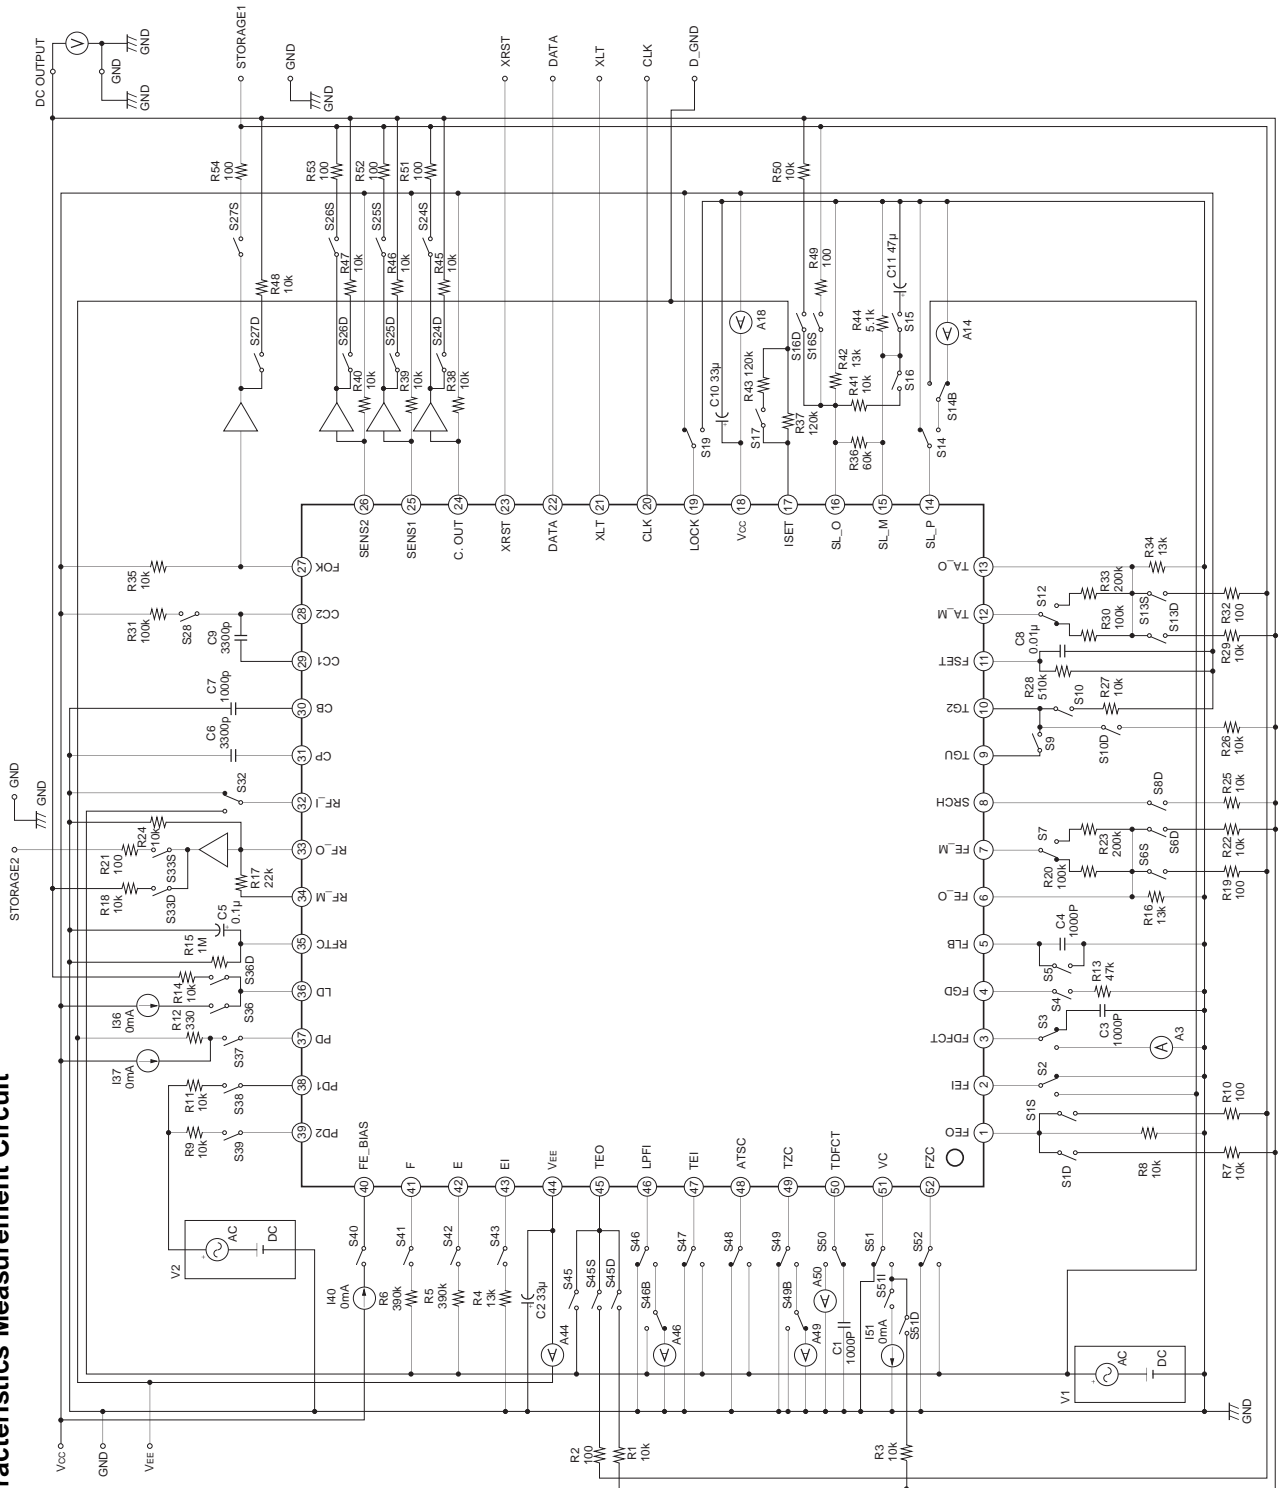 racteristics Measurement Circuit
DC OUTPUT
V
GND
GND
GND
STORAGE1
GND
GND
XRST
DATA
XLT
CLK
D_GND
R54
100
R53
100
R52
100
R51
100
R50
10k
S27S
S26S
S25S
S24S
R48
10k
R47
10k
R46
10k
R45
10k
R49
100
C11 47µ
S27D
S26D
S25D
S24D
R40
10k
R39
10k
R38
10k
C10 33µ
A
A18
S16D
S16S
R44
5.1k
S15
A
A14
S19
S17
R43 120k
R37
120k
R42
13k
R41
10k
S16
R36
60k
S14B
S14
26
25
24
23
22
21
20
19
18
17
16
15
14
SENS2
SENS1
C. OUT
XRST
DATA
XLT
CLK
LOCK
Vcc
ISET
SL_O
SL_M
SL_P
R35
10k
27
FOK
R31
100k
S28
28
CC2
C9
3300p
29
CC1
C7
1000p
30
CB
C6
3300p
31
CP
S32
32
RF_I
GND
GND
STORAGE2
R24
10k
R21
100
S33S
33
RF_O
R18
10k
S33D
R17
22k
34
RF_M
C5
0.1µ
R15
1M
35
RFTC
R14
10k
S36D
36
LD
I36
0mA
S36
R12
330
37
PD
I37
0mA
S37
R11
10k
S38
38
PD1
R9
10k
S39
39
PD2
13
TA_O
R34
13k
12
TA_M
S12
R33
200k
R30
100k
S13S
S13D
R32
100
R29
10k
11
FSET
C8
0.01µ
R28
510k
10
TG2
S10
R27
10k
9
TGU
S9
S10D
R26
10k
8
SRCH
S8D
R25
10k
7
FE_M
S7
R23
200k
R20
100k
S6S
S6D
R22
10k
R19
100
6
FE_O
R16
13k
5
FLB
C4
1000P
S5
4
FGD
S4
R13
47k
3
FDFCT
S3
C3
1000P
A
A3
2
FEI
S2
1
FEO
S1S
S1D
R10
100
R8
10k
R7
10k
FE_BIAS
F
E
EI
VEE
TEO
LPFI
TEI
ATSC
TZC
TDFCT
VC
FZC
40
41
42
43
44
45
46
47
48
49
50
51
52
V2
AC
DC
S40
S41
S42
S43
S45
S45S
S45D
S46
S46B
S47
S48
S49
S49B
S50
S51
S51I
S51D
S52
I40
0mA
R6
390k
R5
390k
R4
13k
C2 33µ
A
A44
A
A46
A
A49
A
A50
C1
1000P
I51
0mA
V1
AC
DC
Vcc
GND
VEE
R2
100
R1
10k
R3
10k
GND